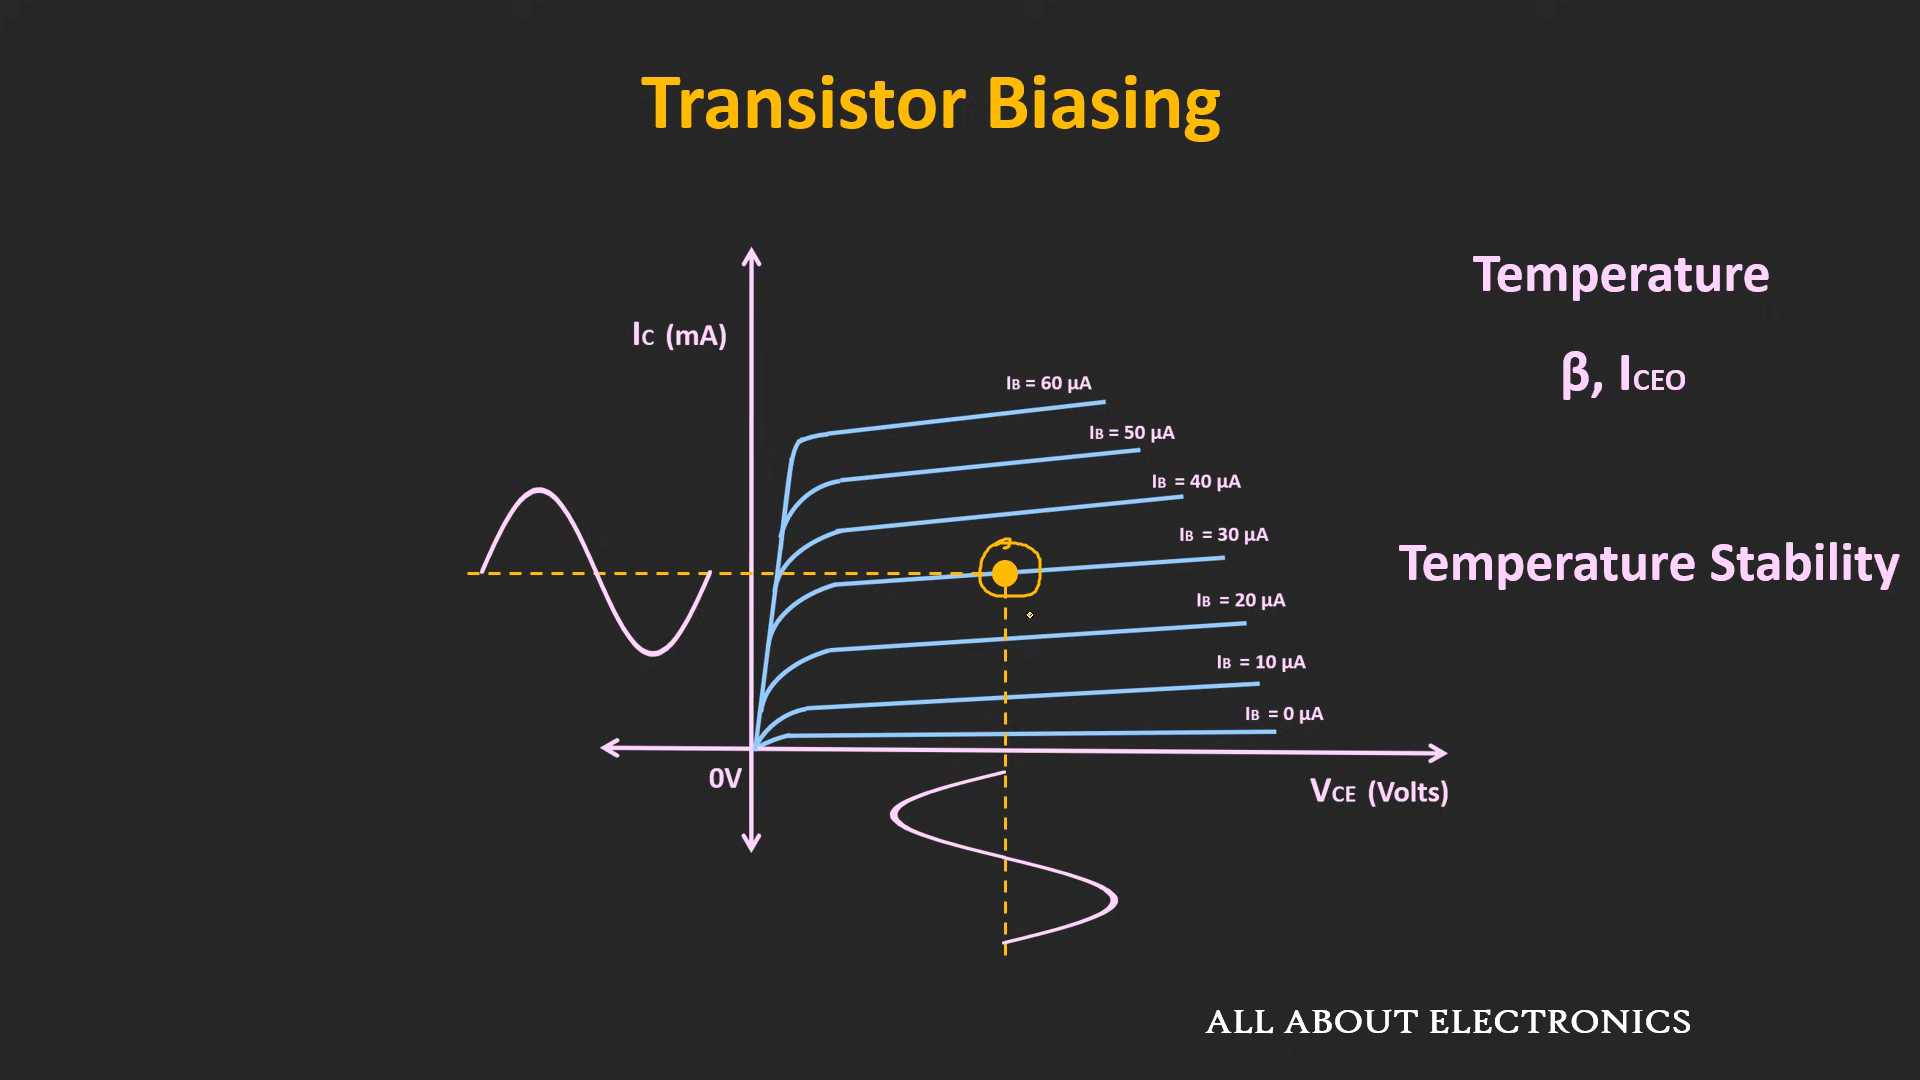 Transistor Biasing
Temperature
IC (mA)
β, ICEO
IB = 60 μA
IB = 50 μA
IB = 40 μA
IB = 30 μA
Temperature Stability
IB = 20 μA
IB = 10 μA
IB = 0 μA
0V
VCE (Volts)
ALL ABOUT ELECTRONICS